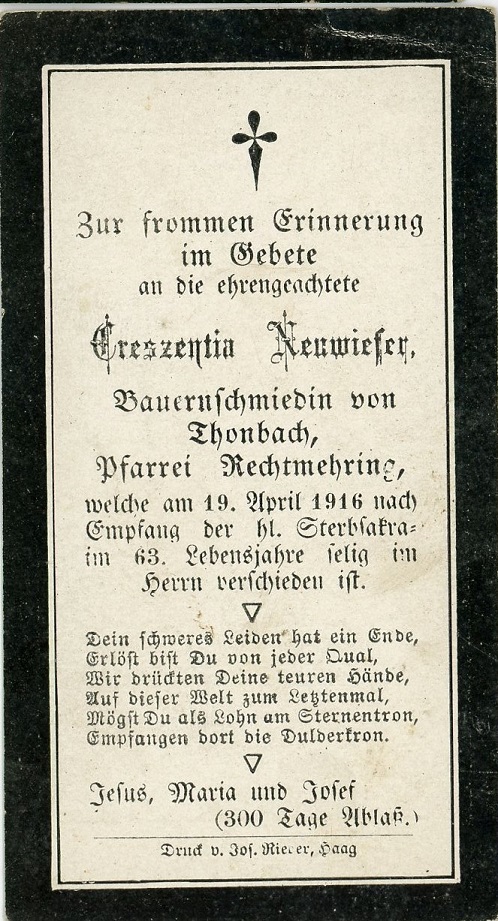 Zur frommen Erinnerung
im Gebete
an die ehrengeachtete
Creszentia Neuwieser,
Bauernschmiedin von
Thonbach,
Pfarrei Rechtmehring,
welche am 19. April 1916 nach
Empfang der hl. Sterbsakra-
im 63. Lebensjahre selig im
Herrn verschieden ist.
Dein schweres Leiden hat ein Ende,
Erlöst bist Du von jeder Qual,
Wir drückten Deine teuren Hände,
Auf dieser Welt zum Letztenmal,
Mögst Du als Lohn am Sternentron,
Empfangen dort die Dulderkron.
Jesus, Maria und Josef
(300 Tage Ablaß.)
Druck v. Jos. Haag